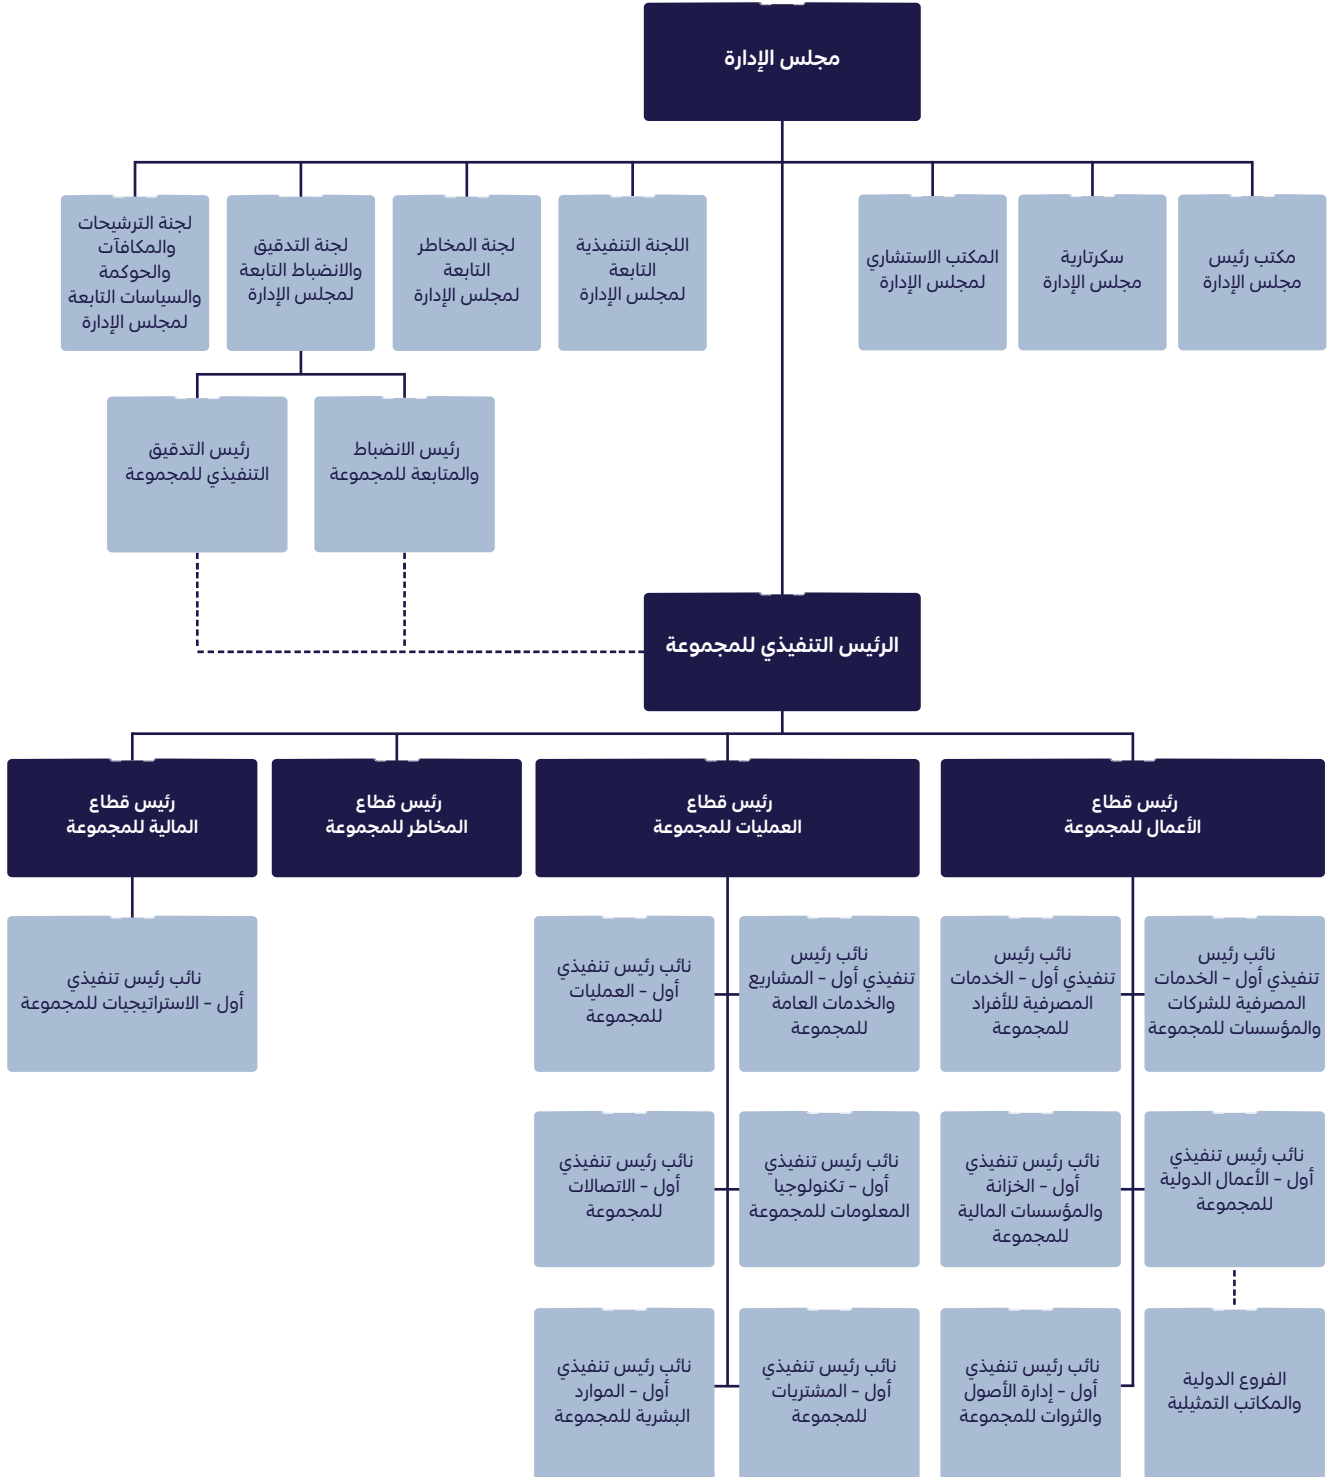 مجلس الإدارة
مكتب رئيس
مجلس الإدارة
سكرتارية
مجلس الإدارة
المكتب الاستشاري
لمجلس الإدارة
اللجنة التنفيذية
التابعة
لمجلس الإدارة
لجنة المخاطر
التابعة
لمجلس الإدارة
لجنة التدقيق
والانضباط التابعة
لمجلس الإدارة
لجنة الترشيحات
والمكافآت
والحوكمة
والسياسات التابعة
لمجلس الإدارة
رئيس الانضباط
والمتابعة للمجموعة
رئيس التدقيق
التنفيذي للمجموعة
الرئيس التنفيذي للمجموعة
رئيس قطاع
الأعمال للمجموعة
رئيس قطاع
العمليات للمجموعة
رئيس قطاع
المخاطر للمجموعة
رئيس قطاع
المالية للمجموعة
نائب رئيس
تنفيذي أول - الخدمات
المصرفية للشركات
والمؤسسات للمجموعة
نائب رئيس
تنفيذي أول - الخدمات
المصرفية للأفراد
للمجموعة
نائب رئيس
تنفيذي أول - المشاريع
والخدمات العامة
للمجموعة
نائب رئيس تنفيذي
أول - العمليات
للمجموعة
نائب رئيس تنفيذي
أول - الاستراتيجيات للمجموعة
نائب رئيس تنفيذي
أول - الأعمال الدولية
للمجموعة
نائب رئيس تنفيذي
أول - الخزانة
والمؤسسات المالية
للمجموعة
نائب رئيس تنفيذي
أول - تكنولوجيا
المعلومات للمجموعة
نائب رئيس تنفيذي
أول - الاتصالات
للمجموعة
الفروع الدولية
والمكاتب التمثيلية
نائب رئيس تنفيذي
أول - إدارة الأصول
والثروات للمجموعة
نائب رئيس تنفيذي
أول - المشتريات
للمجموعة
نائب رئيس تنفيذي
أول - الموارد
البشرية للمجموعة